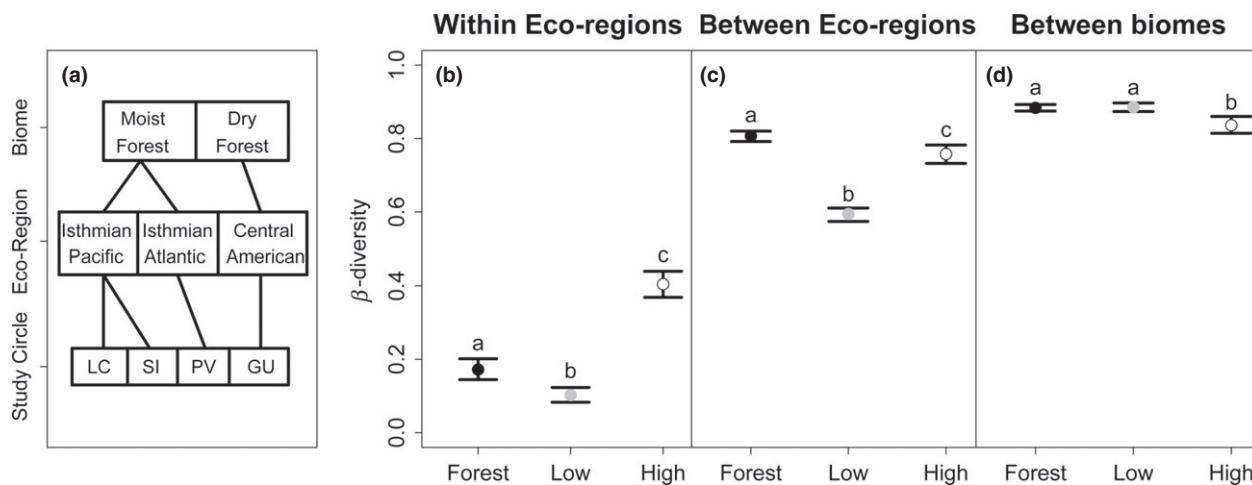 Within Eco-regions Between Eco-regions Between biomes
(a)
Biome
Moist Forest
Dry Forest
Eco-Region
Isthmian Pacific
Isthmian Atlantic
Central American
Study Circle
LC SI PV GU
(b)
β-diversity
1.0
0.8
0.6
0.4
0.2
0.0
a
b
c
Forest Low High
(c)
a
b
c
Forest Low High
(d)
a
a
b
Forest Low High